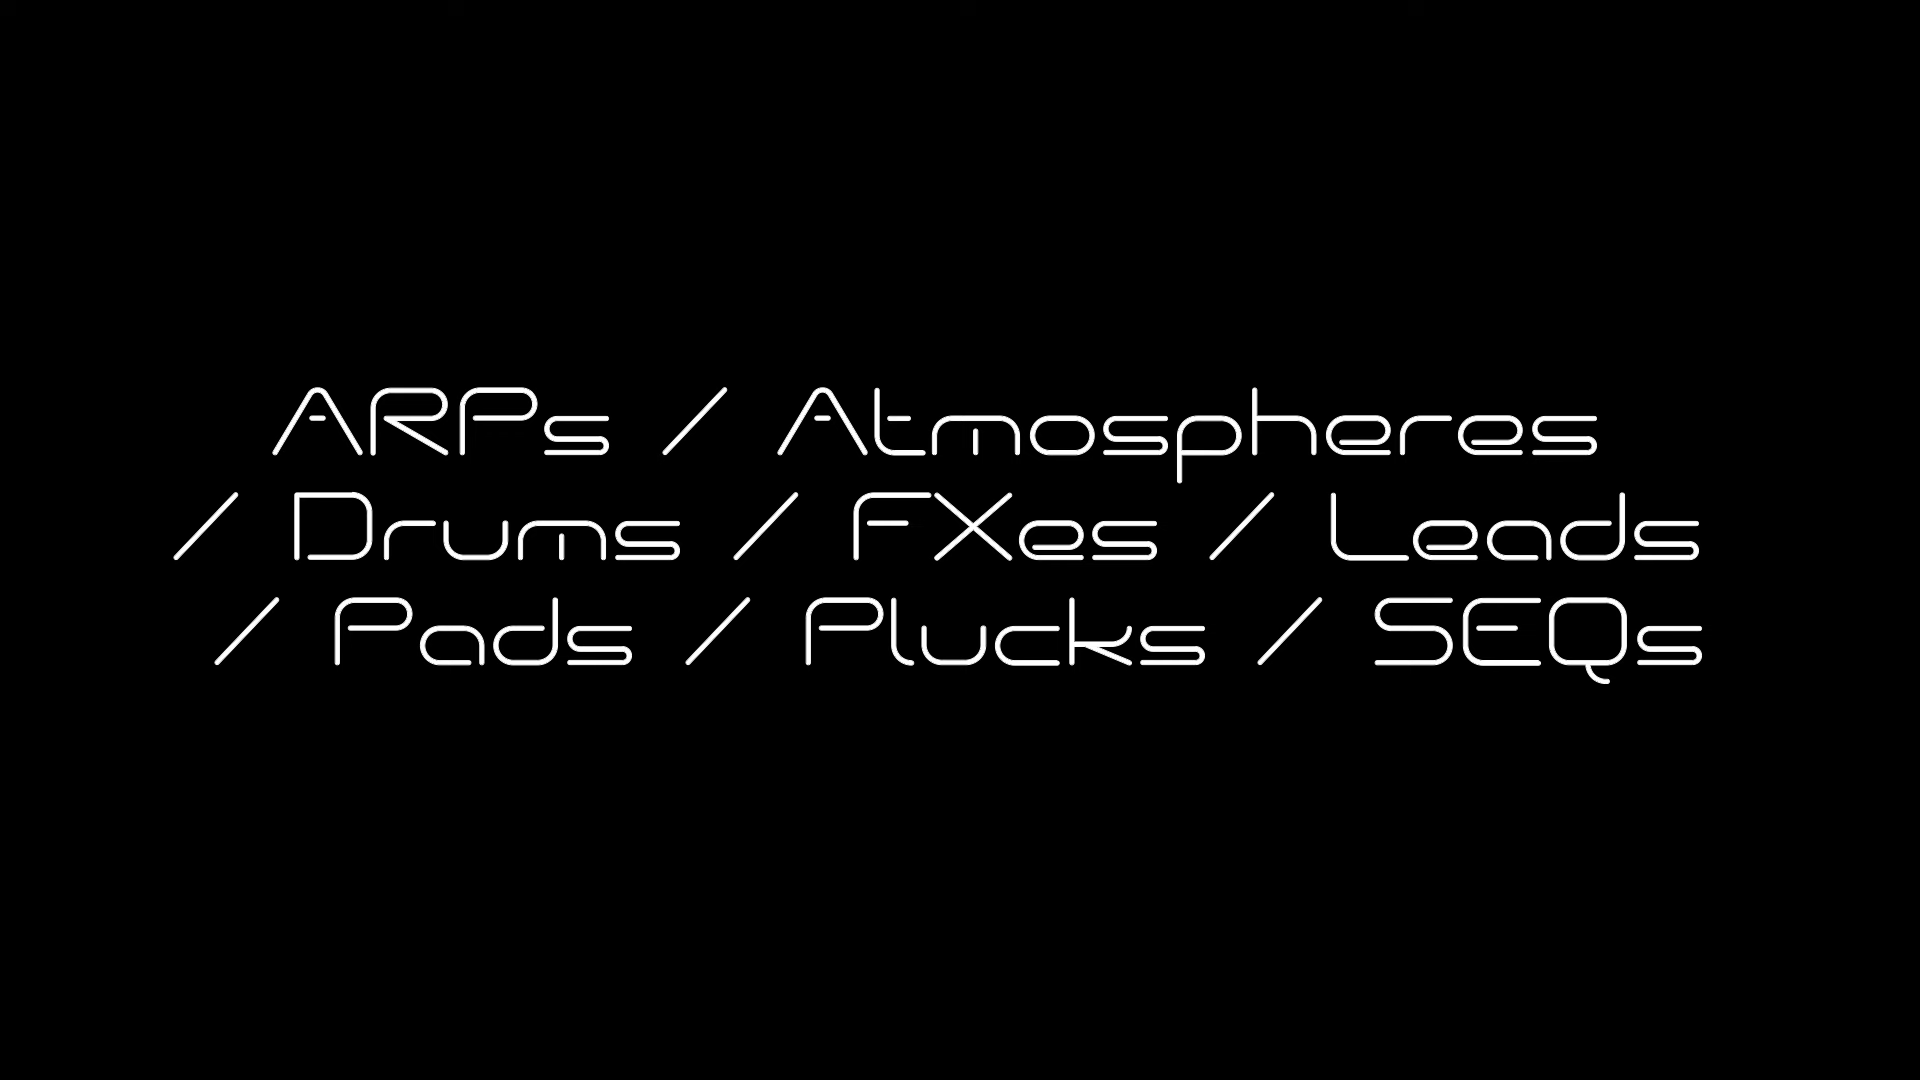 ARPs / Atmospheres
/ Drums / FXes / Leads
/ Pads / Plucks / SEQs